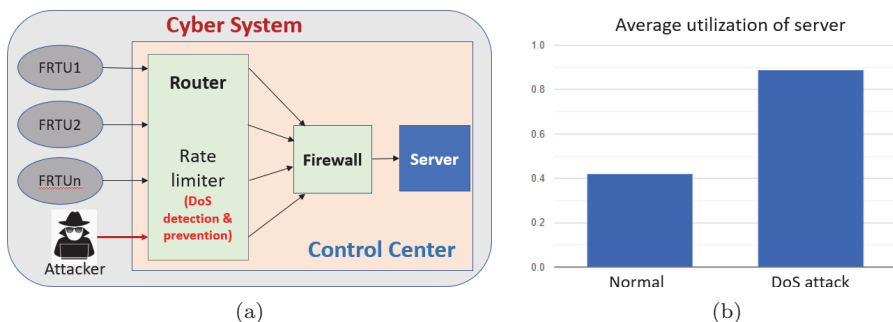 Cyber System
FRTU1
FRTU2
FRTUn
Attacker
Router
Rate
limiter
(DoS
detection &
prevention)
Firewall
Server
Control Center
(a)
Average utilization of server
1.0
0.8
0.6
0.4
0.2
0.0
Normal
DoS attack
(b)